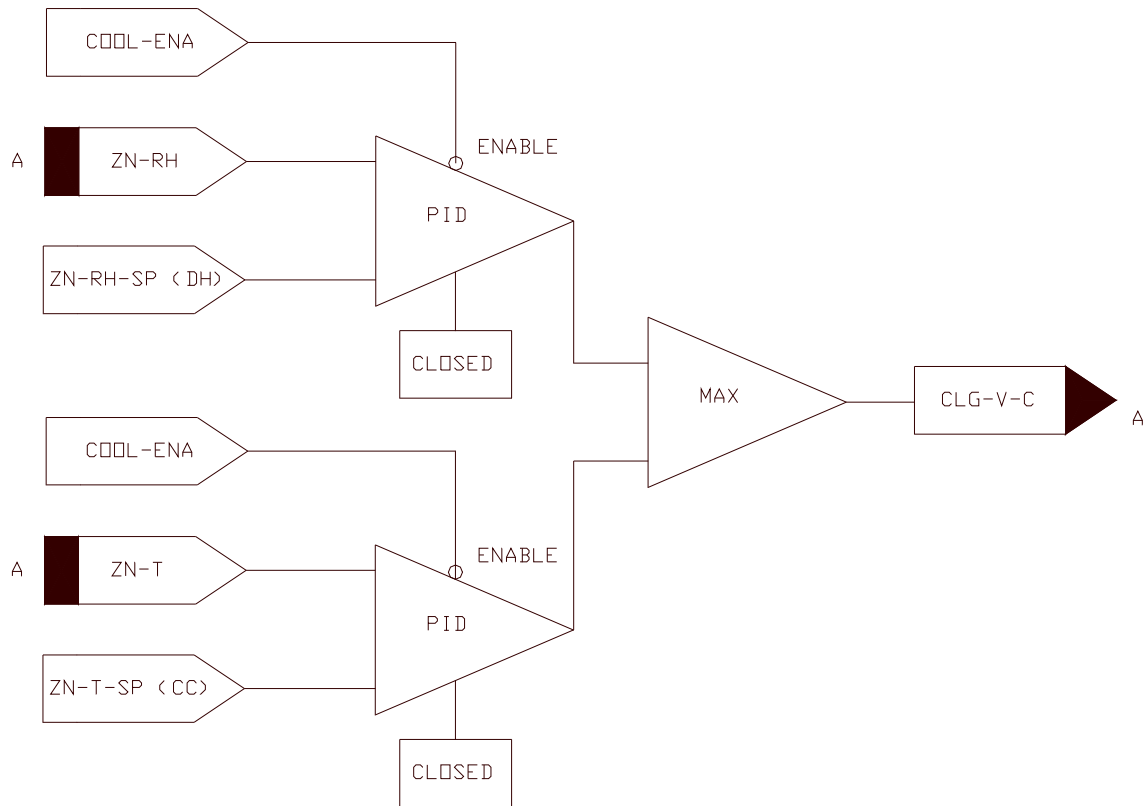 COOL-ENA
A
ZN-RH
ENABLE
PID
ZN-RH-SP (DH)
CLOSED
MAX
CLG-V-C
A
COOL-ENA
A
ZN-T
ENABLE
PID
ZN-T-SP (CC)
CLOSED